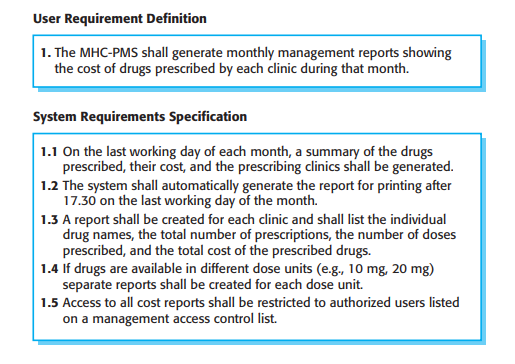 User Requirement Definition
1. The MHC-PMS shall generate monthly management reports showing
the cost of drugs prescribed by each clinic during that month.
System Requirements Specification
1.1 On the last working day of each month, a summary of the drugs
prescribed, their cost, and the prescribing clinics shall be generated.
1.2 The system shall automatically generate the report for printing after
17.30 on the last working day of the month.
1.3 A report shall be created for each clinic and shall list the individual
drug names, the total number of prescriptions, the number of doses
prescribed, and the total cost of the prescribed drugs.
1.4 If drugs are available in different dose units (e.g., 10 mg, 20 mg)
separate reports shall be created for each dose unit.
1.5 Access to all cost reports shall be restricted to authorized users listed
on a management access control list.